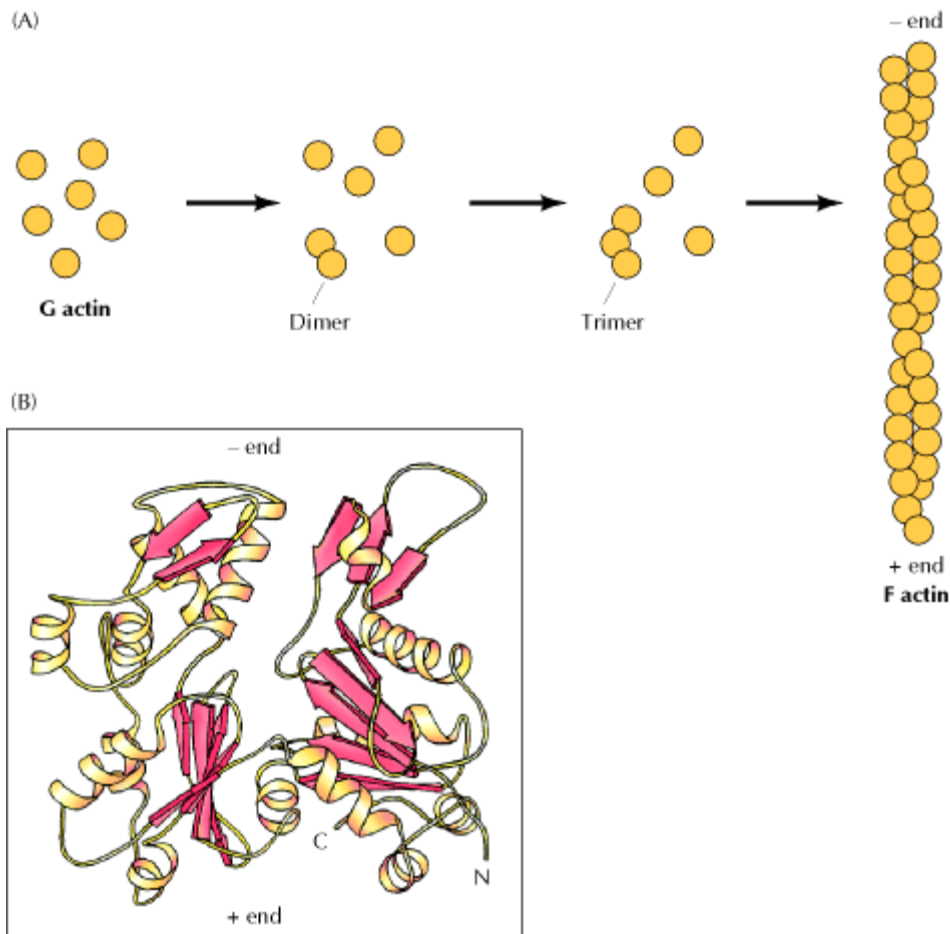 (A)
– end
G actin
Dimer
Trimer
+ end
F actin
(B)
– end
C
N
+ end